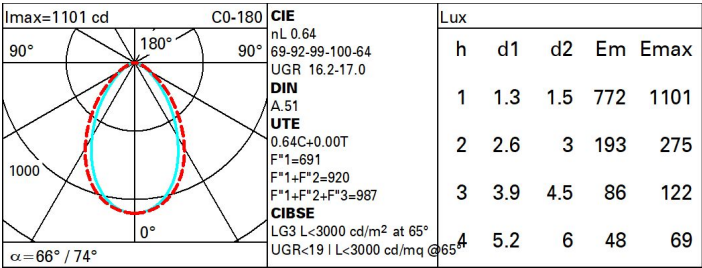 Imax=1101 cd C0-180
90° 180° 90°
1000
0°
α=66° / 74°
CIE
nL 0.64
69-92-99-100-64
UGR 16.2-17.0
DIN
A.51
UTE
0.64C+0.00T
F"1=691
F"1+F"2=920
F"1+F"2+F"3=987
CIBSE
LG3 L<3000 cd/m² at 65°
UGR<19 | L<3000 cd/mq @65°
Lux
h d1 d2 Em Emax
1 1.3 1.5 772 1101
2 2.6 3 193 275
3 3.9 4.5 86 122
4 5.2 6 48 69